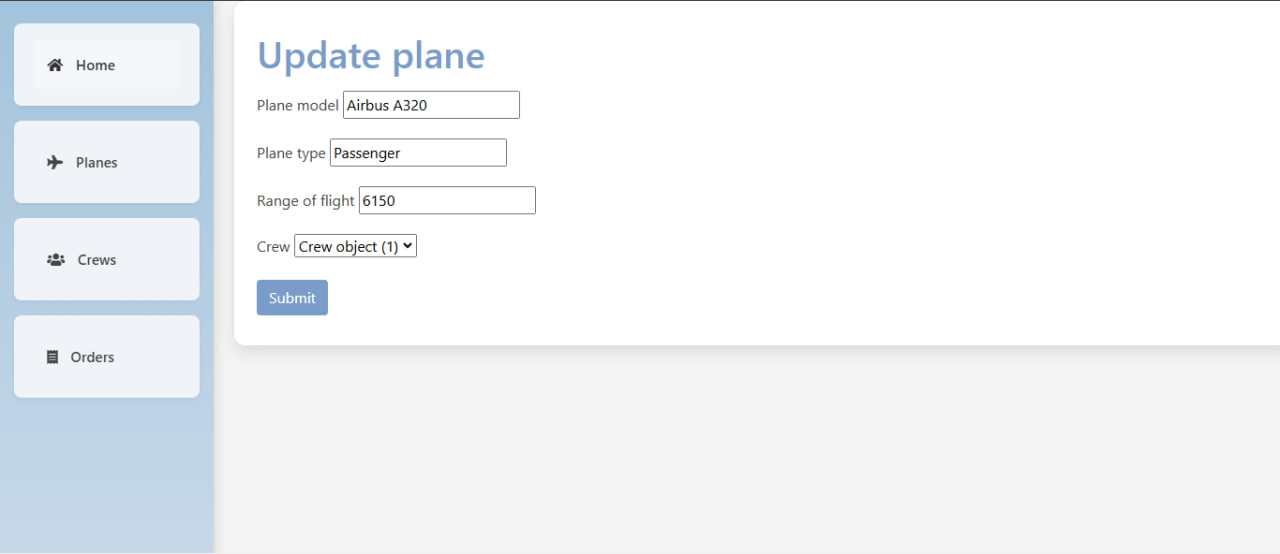 Home
Planes
Crews
Orders
Update plane
Plane model Airbus A320
Plane type Passenger
Range of flight 6150
Crew Crew object (1)
Submit